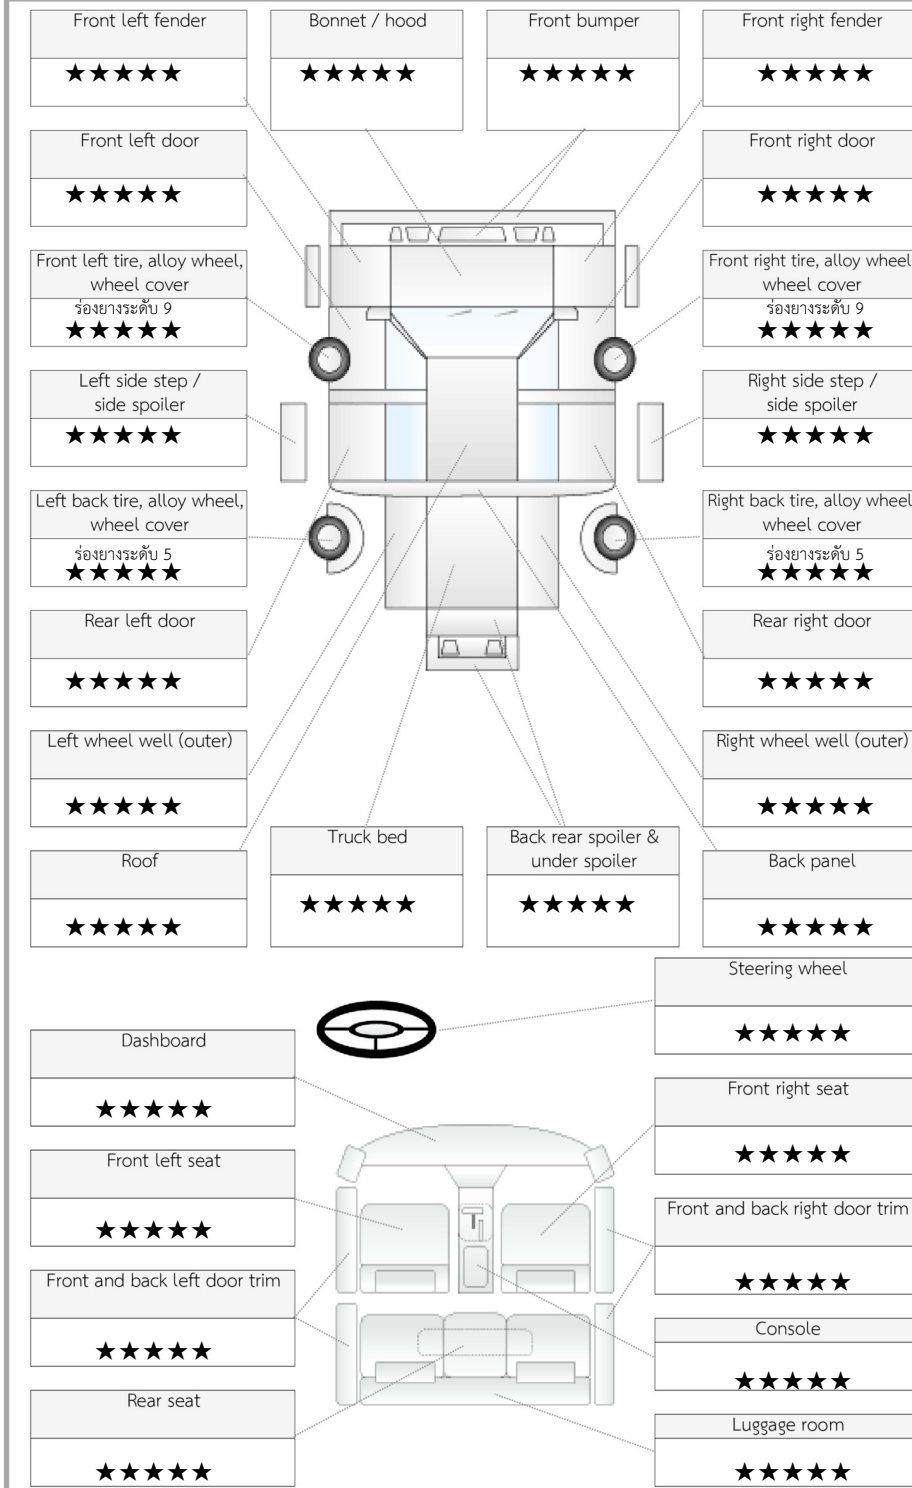 Front left fender
★★★★★
Bonnet / hood
★★★★★
Front bumper
★★★★★
Front right fender
★★★★★
Front left door
★★★★★
Front right door
★★★★★
Front left tire, alloy wheel,
wheel cover
ร่องยางระดับ 9
★★★★★
Front right tire, alloy wheel
wheel cover
ร่องยางระดับ 9
★★★★★
Left side step /
side spoiler
★★★★★
Right side step /
side spoiler
★★★★★
Left back tire, alloy wheel,
wheel cover
ร่องยางระดับ 5
★★★★★
Right back tire, alloy wheel
wheel cover
ร่องยางระดับ 5
★★★★★
Rear left door
★★★★★
Rear right door
★★★★★
Left wheel well (outer)
★★★★★
Right wheel well (outer)
★★★★★
Roof
★★★★★
Truck bed
★★★★★
Back rear spoiler &
under spoiler
★★★★★
Back panel
★★★★★
Steering wheel
★★★★★
Dashboard
★★★★★
Front right seat
★★★★★
Front left seat
★★★★★
Front and back right door trim
★★★★★
Front and back left door trim
★★★★★
Console
★★★★★
Rear seat
★★★★★
Luggage room
★★★★★